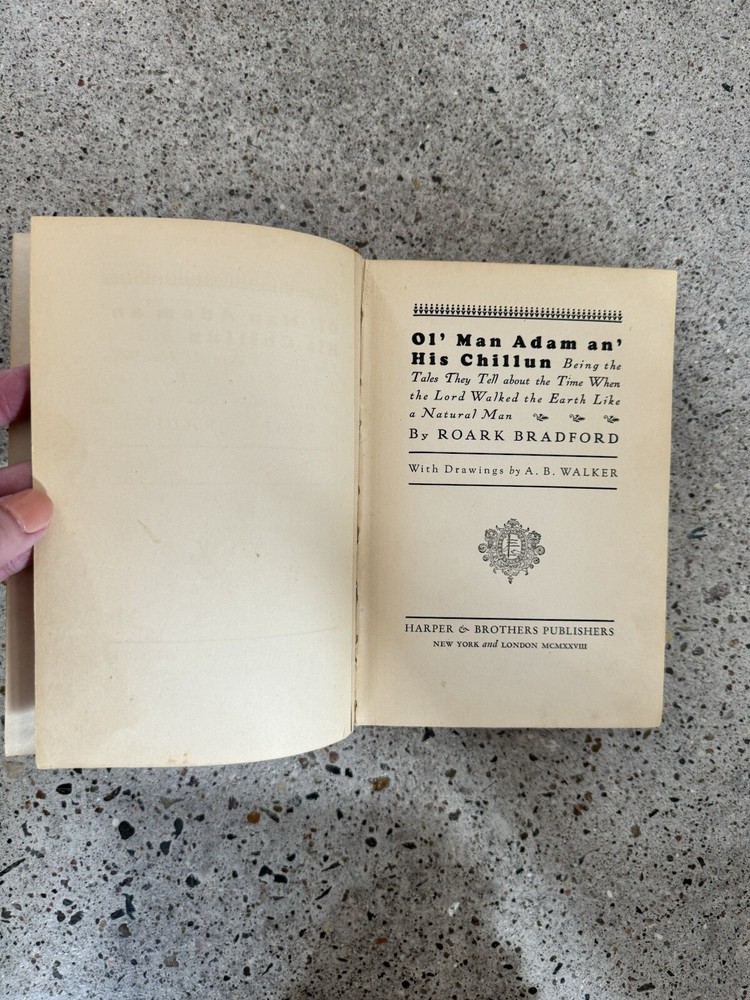 Ol' Man Adam an'
His Chillun Being the
Tales They Tell about the Time When
the Lord Walked the Earth Like
a Natural Man
By ROARK BRADFORD
With Drawings by A. B. WALKER
HARPER & BROTHERS PUBLISHERS
NEW YORK and LONDON MCMXXVIII